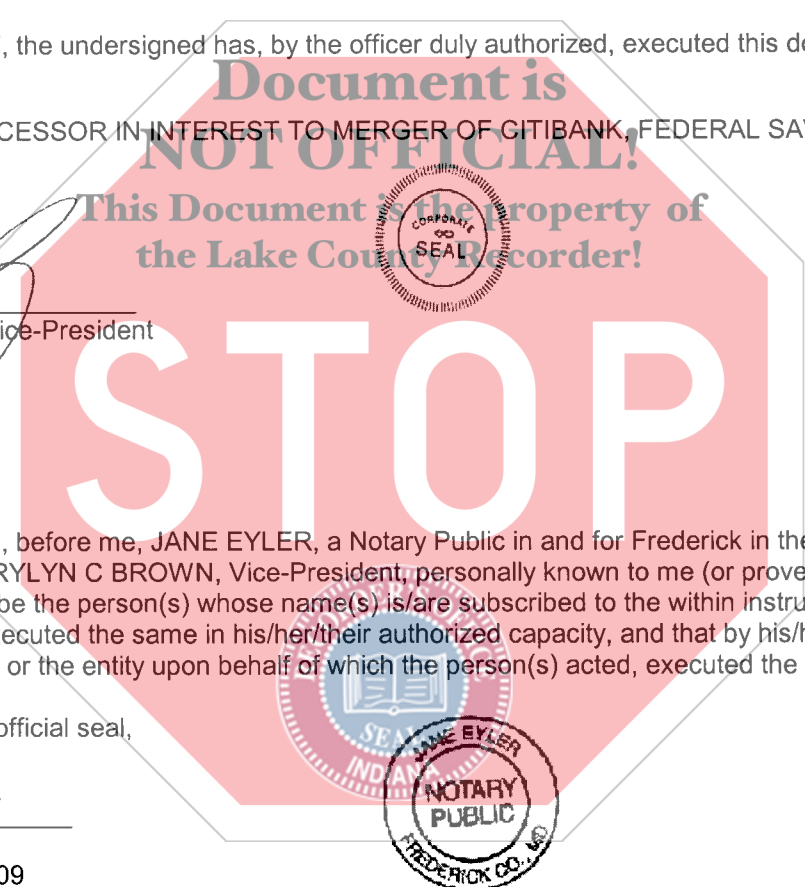 , the undersigned has, by the officer duly authorized, executed this de
Document is
CESSOR IN INTEREST TO MERGER OF CITIBANK, FEDERAL SAV
NOT OFFICIAL!
This Document is the property of
CORPORATE
SEAL
the Lake County Recorder!
ice-President
STOP
, before me, JANE EYLER, a Notary Public in and for Frederick in the
RYLYN C BROWN, Vice-President, personally known to me (or prove
be the person(s) whose name(s) is/are subscribed to the within instru
ecuted the same in his/her/their authorized capacity, and that by his/h
or the entity upon behalf of which the person(s) acted, executed the
SEAL
INDIANA
official seal,
JANE EYLER
NOTARY
PUBLIC
FREDERICK CO., MD
09